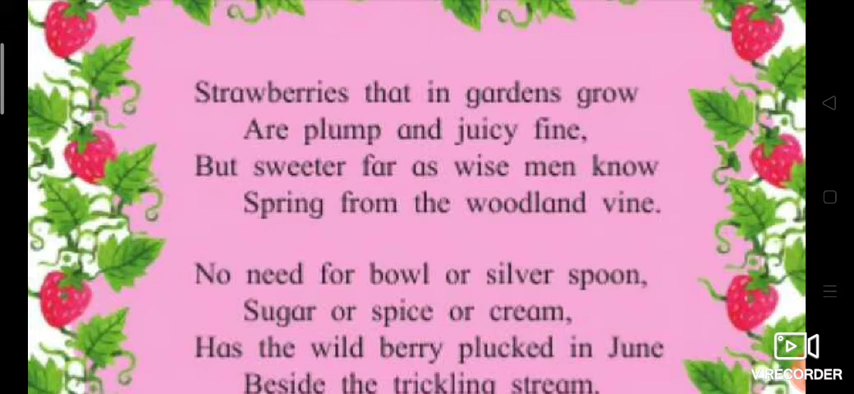 Strawberries that in gardens grow
Are plump and juicy fine,
But sweeter far as wise men know
Spring from the woodland vine.
No need for bowl or silver spoon,
Sugar or spice or cream,
Has the wild berry plucked in June
Beside the trickling stream.
V RECORDER